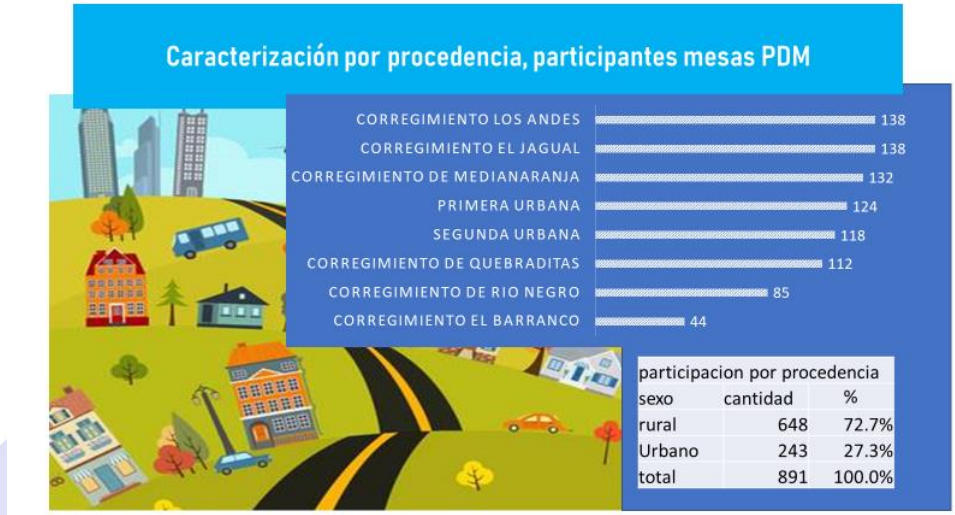 Caracterización por procedencia, participantes mesas PDM
CORREGIMIENTO LOS ANDES 138
CORREGIMIENTO EL JAGUAL 138
CORREGIMIENTO DE MEDIANARANJA 132
PRIMERA URBANA 124
SEGUNDA URBANA 118
CORREGIMIENTO DE QUEBRADITAS 112
CORREGIMIENTO DE RIO NEGRO 85
CORREGIMIENTO EL BARRANCO 44
participacion por procedencia
sexo cantidad %
rural 648 72.7%
Urbano 243 27.3%
total 891 100.0%